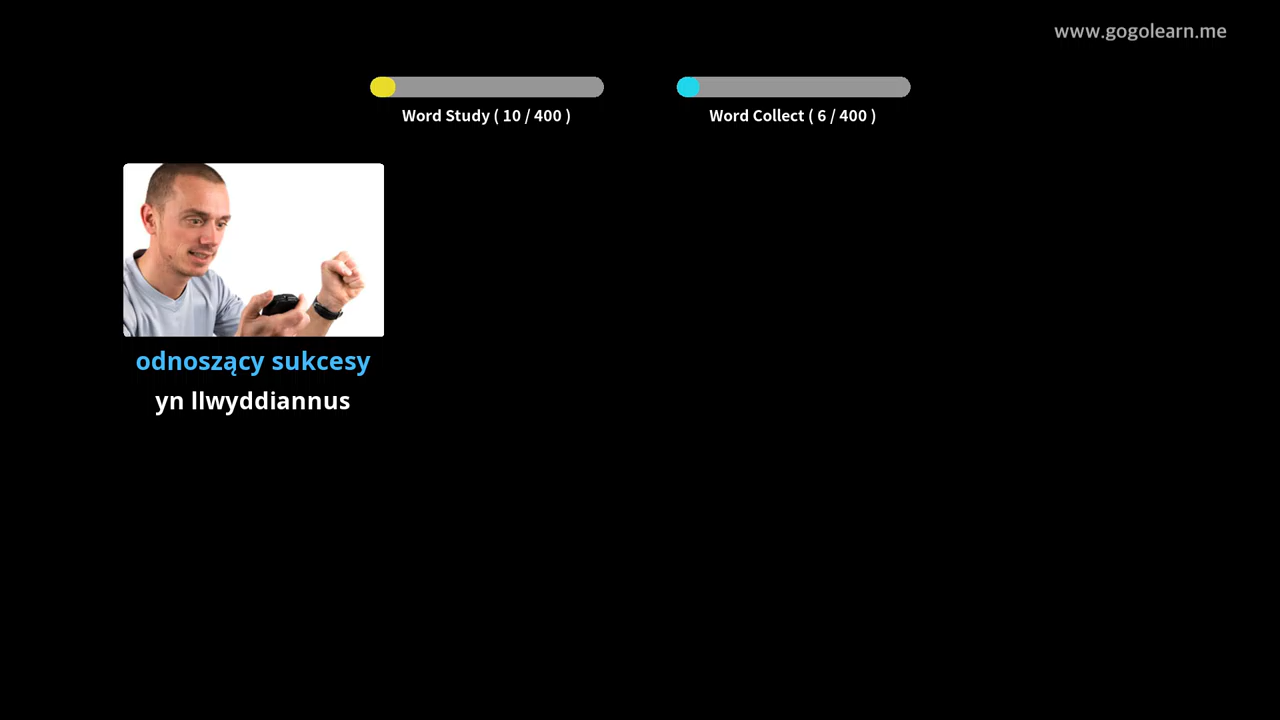 www.gogolearn.me
Word Study ( 10 / 400 )
Word Collect ( 6 / 400 )
odnoszący sukcesy
yn llwyddiannus